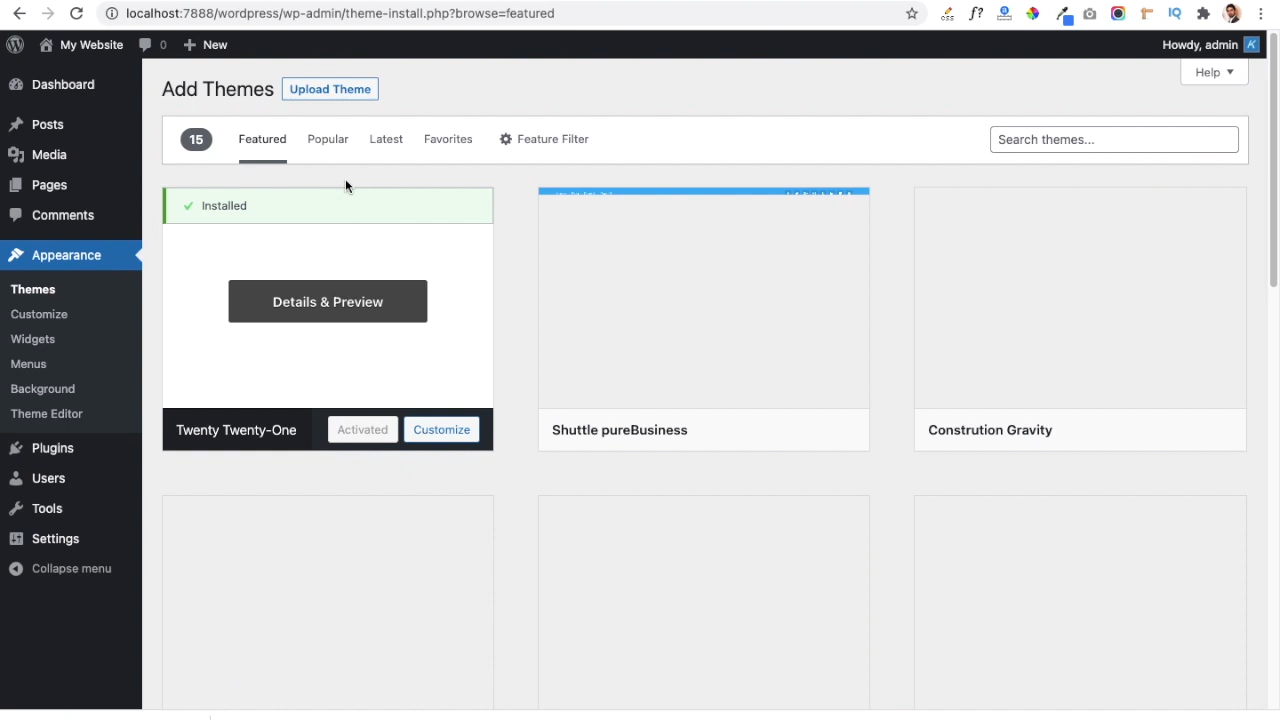 localhost:7888/wordpress/wp-admin/theme-install.php?browse=featured
f?
IQ
My Website 0 New
Howdy, admin K
Dashboard
Posts
Media
Pages
Comments
Appearance
Themes
Customize
Widgets
Menus
Background
Theme Editor
Plugins
Users
Tools
Settings
Collapse menu
Help
Add Themes Upload Theme
15 Featured Popular Latest Favorites Feature Filter Search themes...
Installed
Details & Preview
Twenty Twenty-One Activated Customize
Shuttle pureBusiness
Constrution Gravity